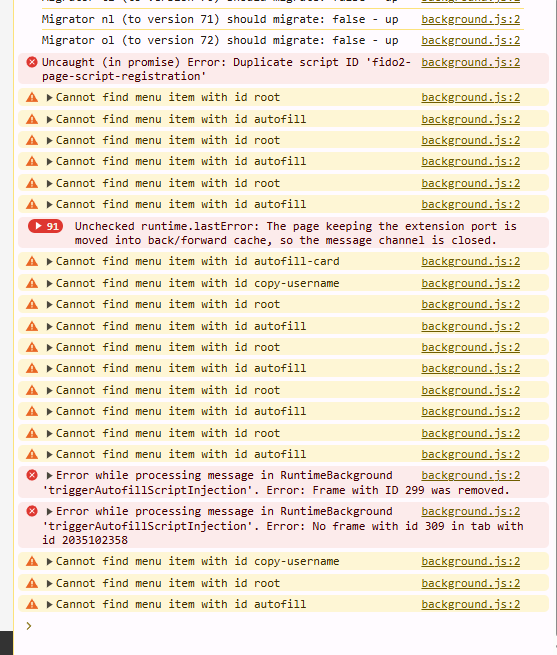 Migrator nl (to version 71) should migrate: false - up background.js:2
Migrator ol (to version 72) should migrate: false - up background.js:2
Uncaught (in promise) Error: Duplicate script ID 'fido2- background.js:2
page-script-registration'
Cannot find menu item with id root background.js:2
Cannot find menu item with id autofill background.js:2
Cannot find menu item with id root background.js:2
Cannot find menu item with id autofill background.js:2
Cannot find menu item with id root background.js:2
Cannot find menu item with id autofill background.js:2
91 Unchecked runtime.lastError: The page keeping the extension port is
moved into back/forward cache, so the message channel is closed.
Cannot find menu item with id autofill-card background.js:2
Cannot find menu item with id copy-username background.js:2
Cannot find menu item with id root background.js:2
Cannot find menu item with id autofill background.js:2
Cannot find menu item with id root background.js:2
Cannot find menu item with id autofill background.js:2
Cannot find menu item with id root background.js:2
Cannot find menu item with id autofill background.js:2
Cannot find menu item with id root background.js:2
Cannot find menu item with id autofill background.js:2
Error while processing message in RuntimeBackground background.js:2
'triggerAutofillScriptInjection'. Error: Frame with ID 299 was removed.
Error while processing message in RuntimeBackground background.js:2
'triggerAutofillScriptInjection'. Error: No frame with id 309 in tab with
id 2035102358
Cannot find menu item with id copy-username background.js:2
Cannot find menu item with id root background.js:2
Cannot find menu item with id autofill background.js:2